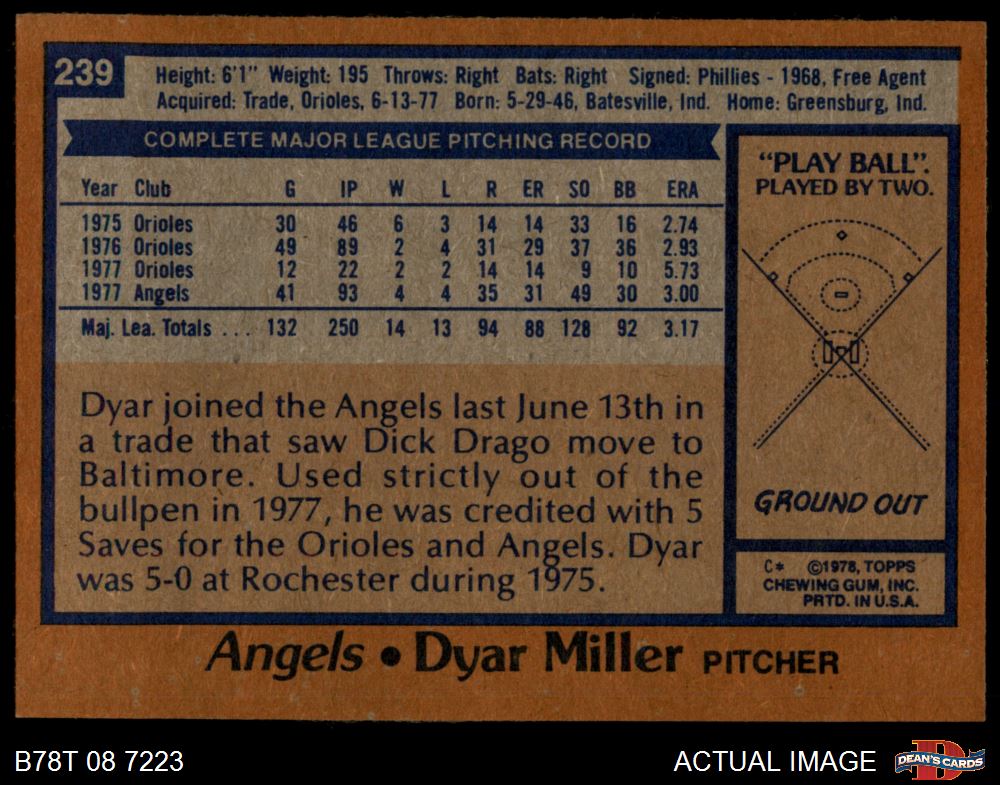 239
Height: 6'1" Weight: 195 Throws: Right Bats: Right Signed: Phillies - 1968, Free Agent
Acquired: Trade, Orioles, 6-13-77 Born: 5-29-46, Batesville, Ind. Home: Greensburg, Ind.
COMPLETE MAJOR LEAGUE PITCHING RECORD
Year Club G IP W L R ER SO BB ERA
1975 Orioles 30 46 6 3 14 14 33 16 2.74
1976 Orioles 49 89 2 4 31 29 37 36 2.93
1977 Orioles 12 22 2 2 14 14 9 10 5.73
1977 Angels 41 93 4 4 35 31 49 30 3.00
Maj. Lea. Totals . . . 132 250 14 13 94 88 128 92 3.17
Dyar joined the Angels last June 13th in
a trade that saw Dick Drago move to
Baltimore. Used strictly out of the
bullpen in 1977, he was credited with 5
Saves for the Orioles and Angels. Dyar
was 5-0 at Rochester during 1975.
"PLAY BALL".
PLAYED BY TWO.
GROUND OUT
C* ©1978, TOPPS
CHEWING GUM, INC.
PRTD. IN U.S.A.
Angels • Dyar Miller PITCHER
B78T 08 7223
ACTUAL IMAGE
D
DEAN'S CARDS